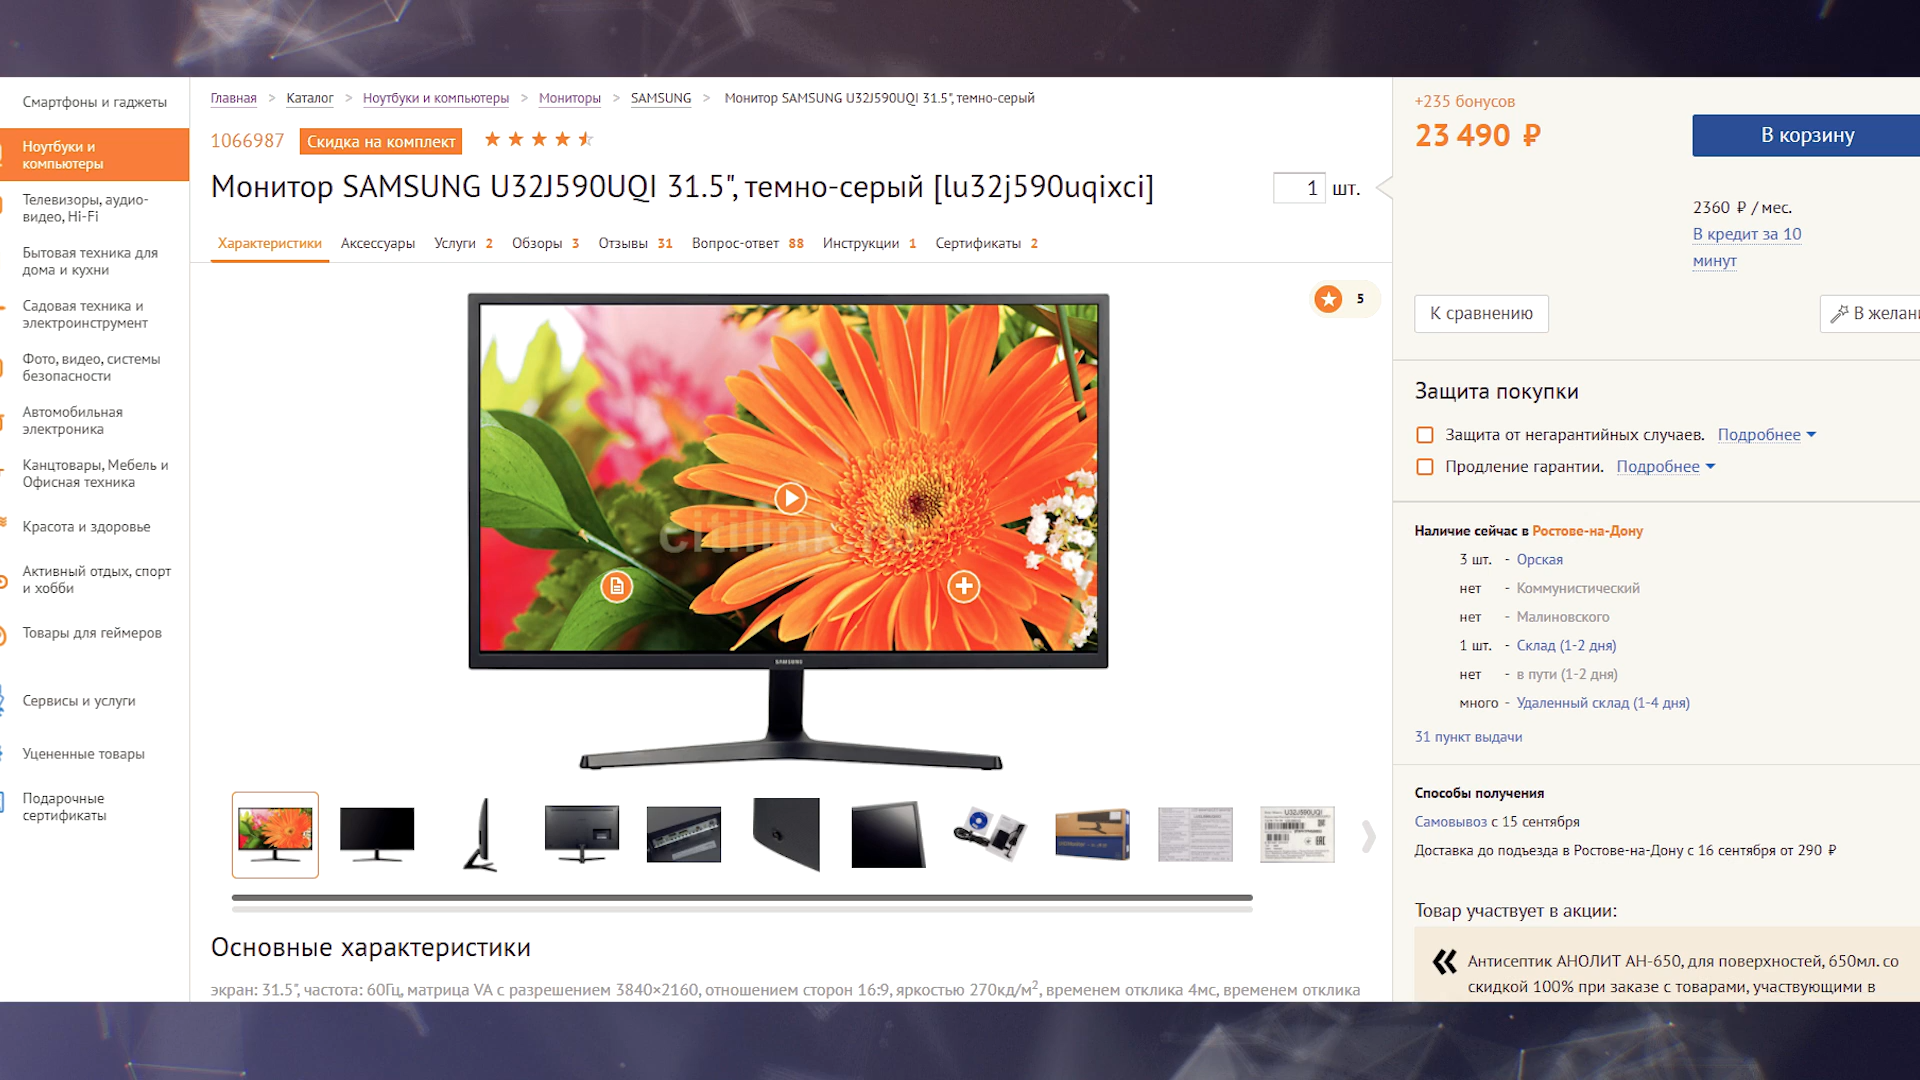 Смартфоны и гаджеты
Ноутбуки и
компьютеры
Телевизоры, аудио-
видео, Hi-Fi
Бытовая техника для
дома и кухни
Садовая техника и
электроинструмент
Фото, видео, системы
безопасности
Автомобильная
электроника
Канцтовары, Мебель и
Офисная техника
Красота и здоровье
Активный отдых, спорт
и хобби
Товары для геймеров
Сервисы и услуги
Уцененные товары
Подарочные
сертификаты
Главная > Каталог > Ноутбуки и компьютеры > Мониторы > SAMSUNG > Монитор SAMSUNG U32J590UQI 31.5", темно-серый
1066987 Скидка на комплект
Монитор SAMSUNG U32J590UQI 31.5", темно-серый [lu32j590uqixci]
1 шт.
Характеристики Аксессуары Услуги 2 Обзоры 3 Отзывы 31 Вопрос-ответ 88 Инструкции 1 Сертификаты 2
5
citilink
SAMSUNG
U32J590UQI
Основные характеристики
экран: 31.5", частота: 60Гц, матрица VA с разрешением 3840×2160, отношением сторон 16:9, яркостью 270кд/м², временем отклика 4мс, временем отклика
+235 бонусов
23 490 ₽
В корзину
2360 ₽ / мес.
В кредит за 10
минут
К сравнению
В желан
Защита покупки
Защита от негарантийных случаев. Подробнее
Продление гарантии. Подробнее
Наличие сейчас в Ростове-на-Дону
3 шт. - Орская
нет - Коммунистический
нет - Малиновского
1 шт. - Склад (1-2 дня)
нет - в пути (1-2 дня)
много - Удаленный склад (1-4 дня)
31 пункт выдачи
Способы получения
Самовывоз с 15 сентября
Доставка до подъезда в Ростове-на-Дону с 16 сентября от 290 ₽
Товар участвует в акции:
Антисептик АНОЛИТ АН-650, для поверхностей, 650мл. со
скидкой 100% при заказе с товарами, участвующими в